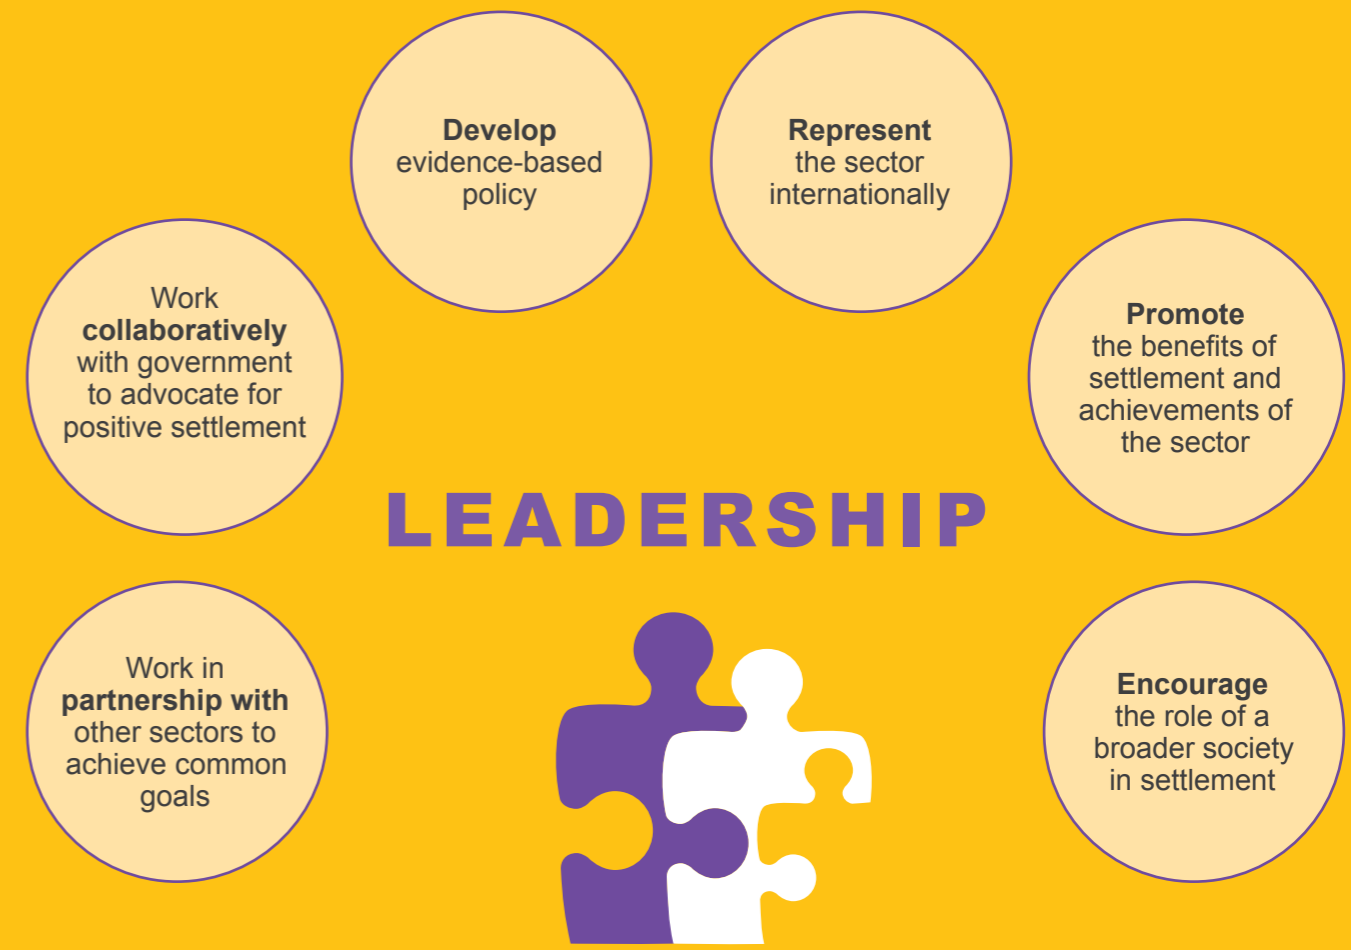 Develop
evidence-based
policy
Represent
the sector
internationally
Work
collaboratively
with government
to advocate for
positive settlement
Promote
the benefits of
settlement and
achievements of
the sector
LEADERSHIP
Work in
partnership with
other sectors to
achieve common
goals
Encourage
the role of a
broader society
in settlement